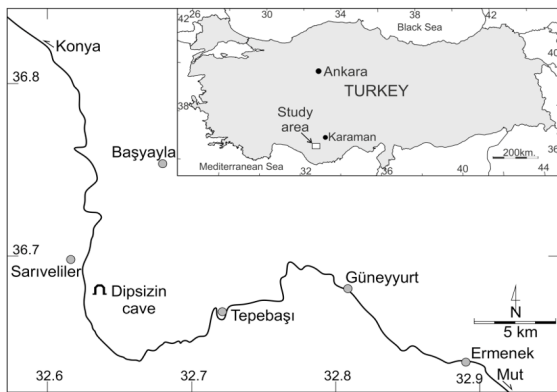 42
26
30
34
Black Sea
42
Konya
Ankara
40
36.8
TURKEY
38
Study
area
Karaman
Başyayla
200km.
36
Mediterranean Sea
32
36
40
44
36.7
Sarıveliler
Güneyyurt
Dipsizin
cave
N
Tepebaşı
5 km
Ermenek
32.6
32.7
32.8
32.9
Mut